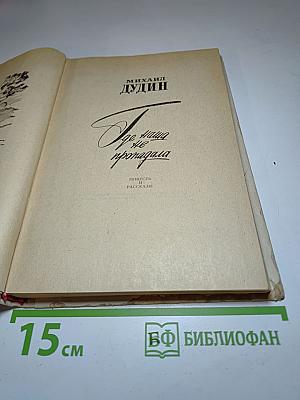 МИХАИЛ
ДУДИН
Где наша
не
пропадала
ПОВЕСТЬ
И
РАССКАЗЫ
15 см
БФ БИБЛИОФАН